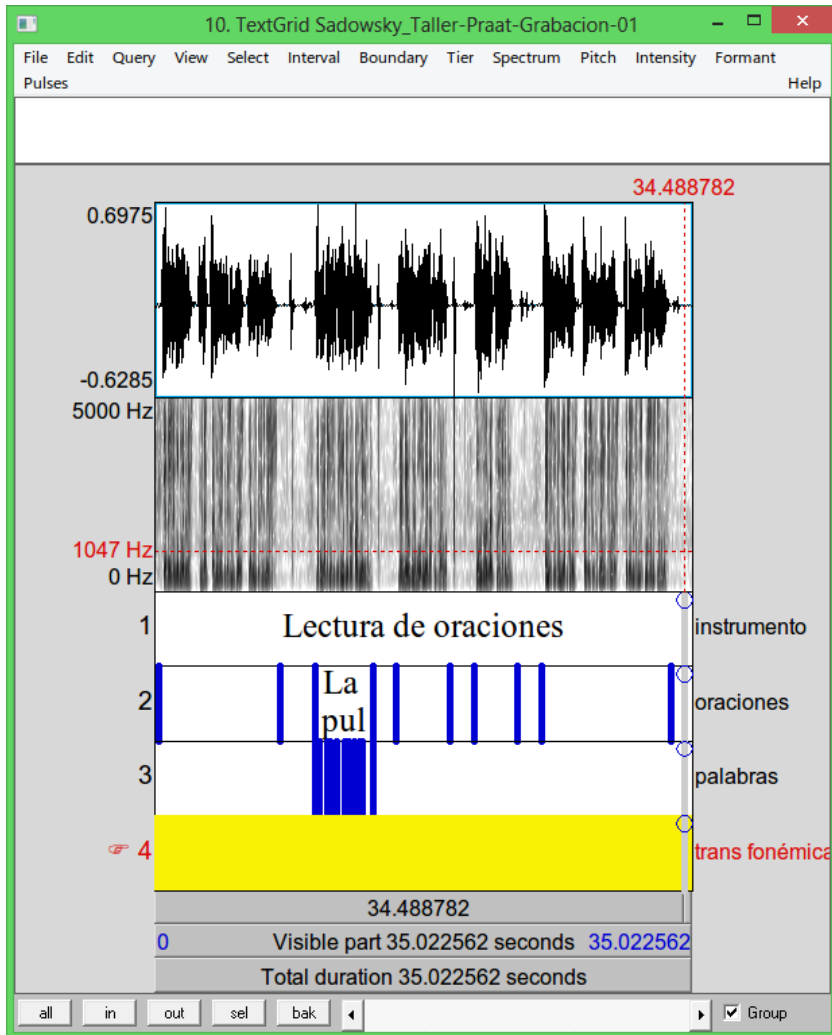 10. TextGrid Sadowsky_Taller-Praat-Grabacion-01
File Edit Query View Select Interval Boundary Tier Spectrum Pitch Intensity Formant
Pulses Help
34.488782
0.6975
-0.6285
5000 Hz
1047 Hz
0 Hz
1 Lectura de oraciones instrumento
2 La pul oraciones
3 palabras
☞ 4 trans fonémica
34.488782
0 Visible part 35.022562 seconds 35.022562
Total duration 35.022562 seconds
all in out sel bak Group